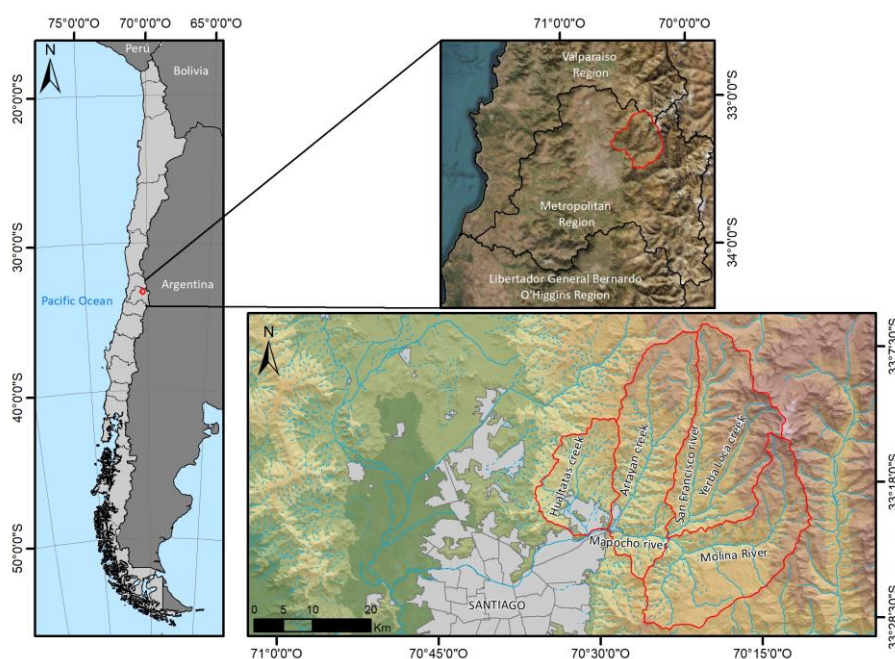 75°0'0"O
70°0'0"O
65°0'0"O
N
Perú
Bolivia
Argentina
Pacific Ocean
20°0'0"S
30°0'0"S
40°0'0"S
50°0'0"S
71°0'0"O
70°0'0"O
Valparaiso
Region
Metropolitan
Region
Libertador General Bernardo
O'Higgins Region
33°0'0"S
34°0'0"S
N
Hualtatas creek
Arrayan creek
San Francisco river
Yerba Loca creek
Mapocho river
Molina River
SANTIAGO
0 5 10 20
Km
33°7'30"S
33°18'0"S
33°28'30"S
71°0'0"O
70°45'0"O
70°30'0"O
70°15'0"O